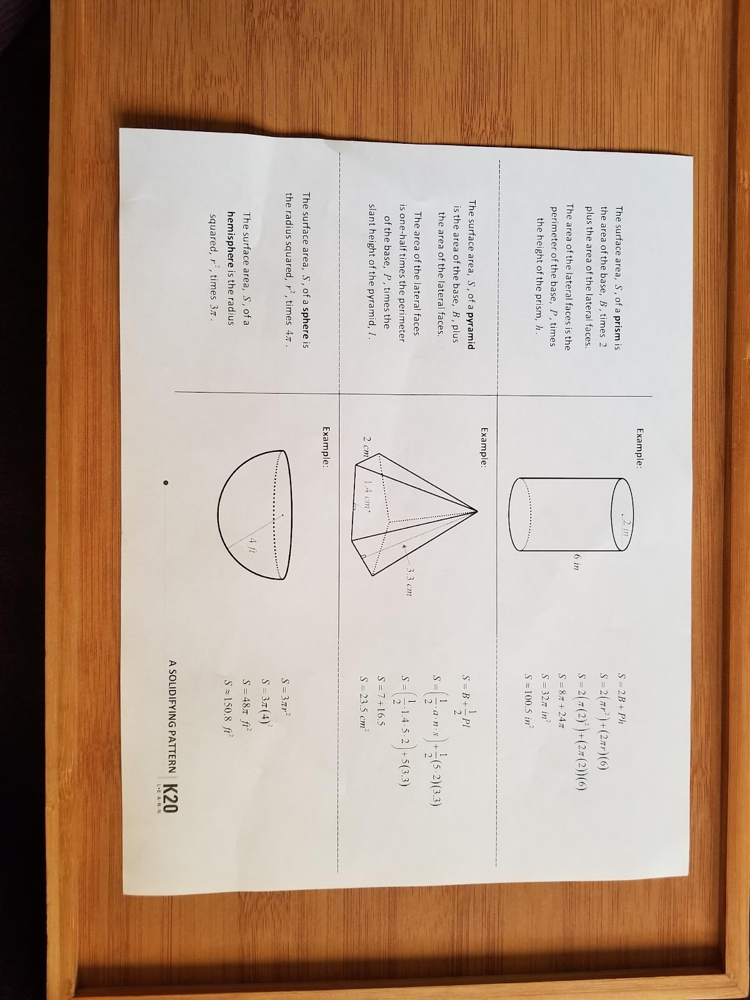 The surface area, S, of a prism is
the area of the base, B, times 2
plus the area of the lateral faces.
The area of the lateral faces is the
perimeter of the base, P, times
the height of the prism, h.
Example:
2 in
6 in
S = 2B + Ph
S = 2(πr²) + (2πr)(6)
S = 2(π(2)²) + (2π(2))(6)
S = 8π + 24π
S = 32π in²
S ≈ 100.5 in²
The surface area, S, of a pyramid
is the area of the base, B, plus
the area of the lateral faces.
The area of the lateral faces
is one-half times the perimeter
of the base, P, times the
slant height of the pyramid, l.
Example:
3.3 cm
1.4 cm
2 cm
S = B + 1/2 Pl
S = (1/2 · a · n · s) + 1/2 (5 · 2)(3.3)
S = (1/2 · 1.4 · 5 · 2) + 5(3.3)
S = 7 + 16.5
S = 23.5 cm²
The surface area, S, of a sphere is
the radius squared, r², times 4π.
The surface area, S, of a
hemisphere is the radius
squared, r², times 3π.
Example:
4 ft
S = 3πr²
S = 3π(4)²
S = 48π ft²
S ≈ 150.8 ft²
A SOLIDIFYING PATTERN
K20
L·E·A·R·N